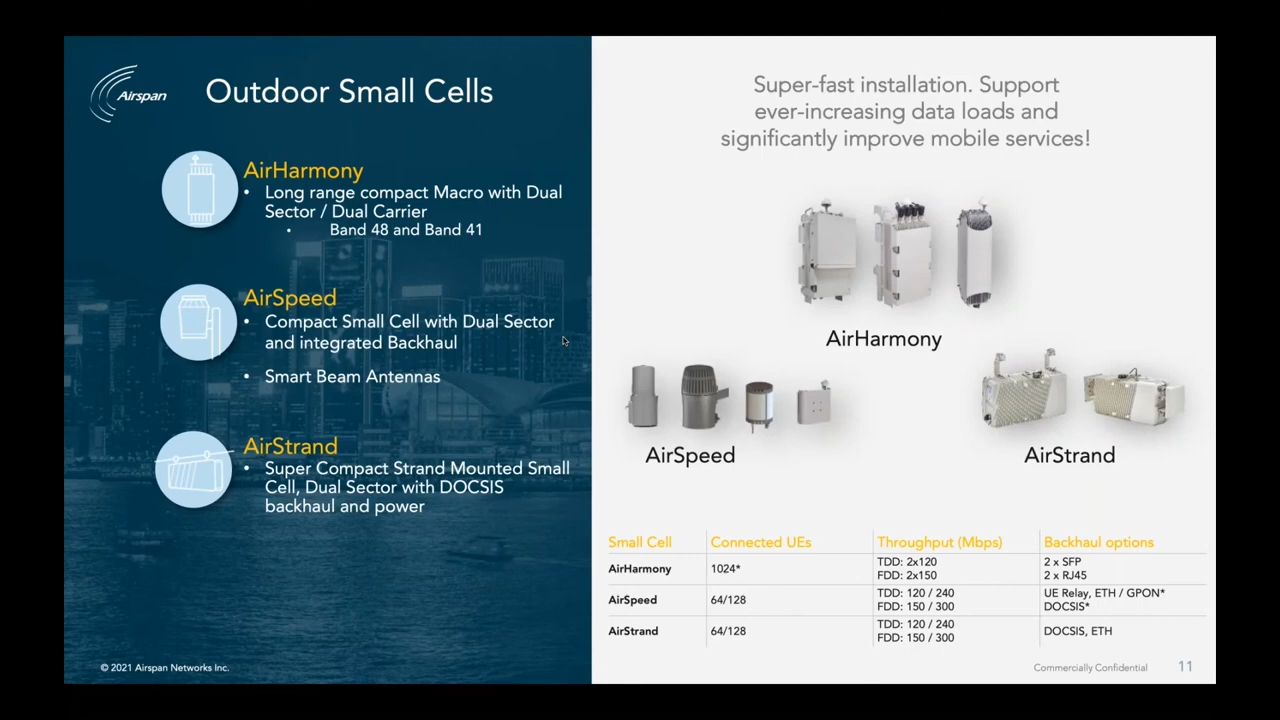 Airspan
Outdoor Small Cells
AirHarmony
• Long range compact Macro with Dual
Sector / Dual Carrier
• Band 48 and Band 41
AirSpeed
• Compact Small Cell with Dual Sector
and integrated Backhaul
• Smart Beam Antennas
AirStrand
• Super Compact Strand Mounted Small
Cell, Dual Sector with DOCSIS
backhaul and power
© 2021 Airspan Networks Inc.
Super-fast installation. Support
ever-increasing data loads and
significantly improve mobile services!
AirHarmony
AirSpeed
AirStrand
Small Cell Connected UEs Throughput (Mbps) Backhaul options
AirHarmony 1024* TDD: 2x120 2 x SFP
FDD: 2x150 2 x RJ45
AirSpeed 64/128 TDD: 120 / 240 UE Relay, ETH / GPON*
FDD: 150 / 300 DOCSIS*
AirStrand 64/128 TDD: 120 / 240 DOCSIS, ETH
FDD: 150 / 300
Commercially Confidential 11